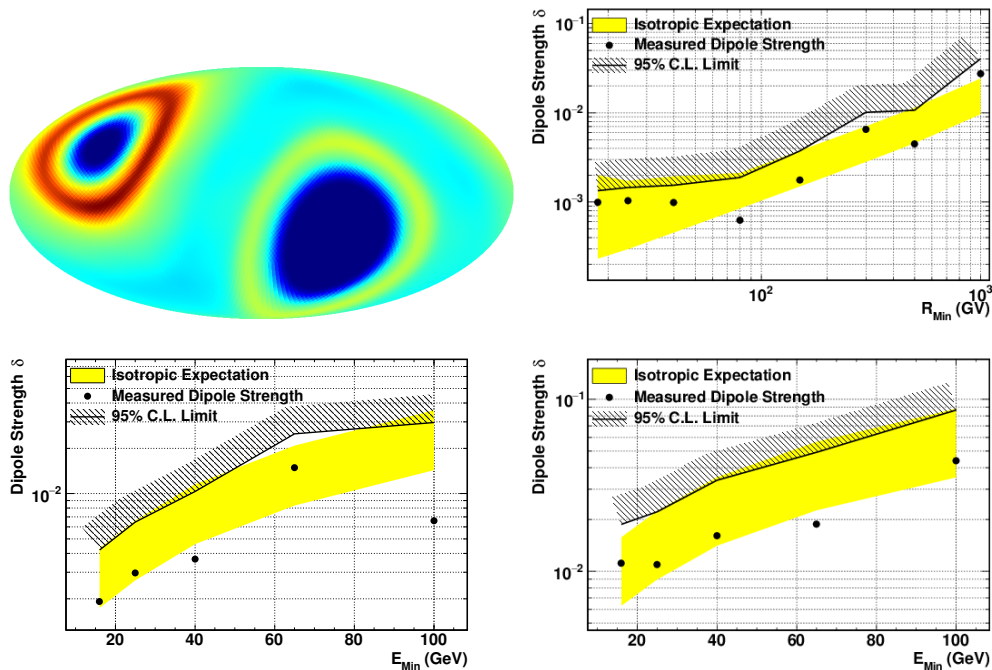 Dipole Strength δ
10⁻¹
10⁻²
10⁻³
Isotropic Expectation
Measured Dipole Strength
95% C.L. Limit
10²
10³
R_Min (GV)
Dipole Strength δ
10⁻²
Isotropic Expectation
Measured Dipole Strength
95% C.L. Limit
20 40 60 80 100
E_Min (GeV)
Dipole Strength δ
10⁻¹
10⁻²
Isotropic Expectation
Measured Dipole Strength
95% C.L. Limit
20 40 60 80 100
E_Min (GeV)